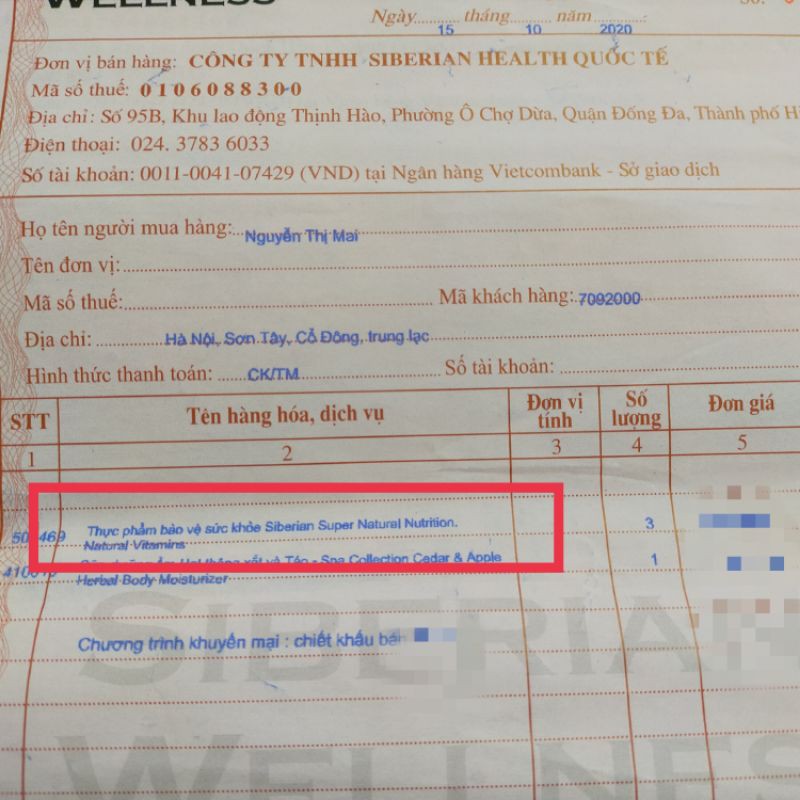 WELLNESS
Ngày 15 tháng 10 năm 2020
Đơn vị bán hàng: CÔNG TY TNHH SIBERIAN HEALTH QUỐC TẾ
Mã số thuế: 0106088300
Địa chỉ: Số 95B, Khu lao động Thịnh Hào, Phường Ô Chợ Dừa, Quận Đống Đa, Thành phố
Điện thoại: 024. 3783 6033
Số tài khoản: 0011-0041-07429 (VND) tại Ngân hàng Vietcombank - Sở giao dịch
Họ tên người mua hàng: Nguyễn Thị Mai
Tên đơn vị:
Mã số thuế: Mã khách hàng: 7092000
Địa chỉ: Hà Nội, Sơn Tây, Cổ Đông, trung lạc
Hình thức thanh toán: CK/TM Số tài khoản:
STT Tên hàng hóa, dịch vụ Đơn vị tính Số lượng Đơn giá
1 2 3 4 5
Thực phẩm bảo vệ sức khỏe Siberian Super Natural Nutrition. 3
Natural Vitamins
Hạt thông xắt và Táo - Spa Collection Cedar & Apple 1
Herbal Body Moisturizer
Chương trình khuyến mại : chiết khấu bán
SIBERIAN
WELLNESS